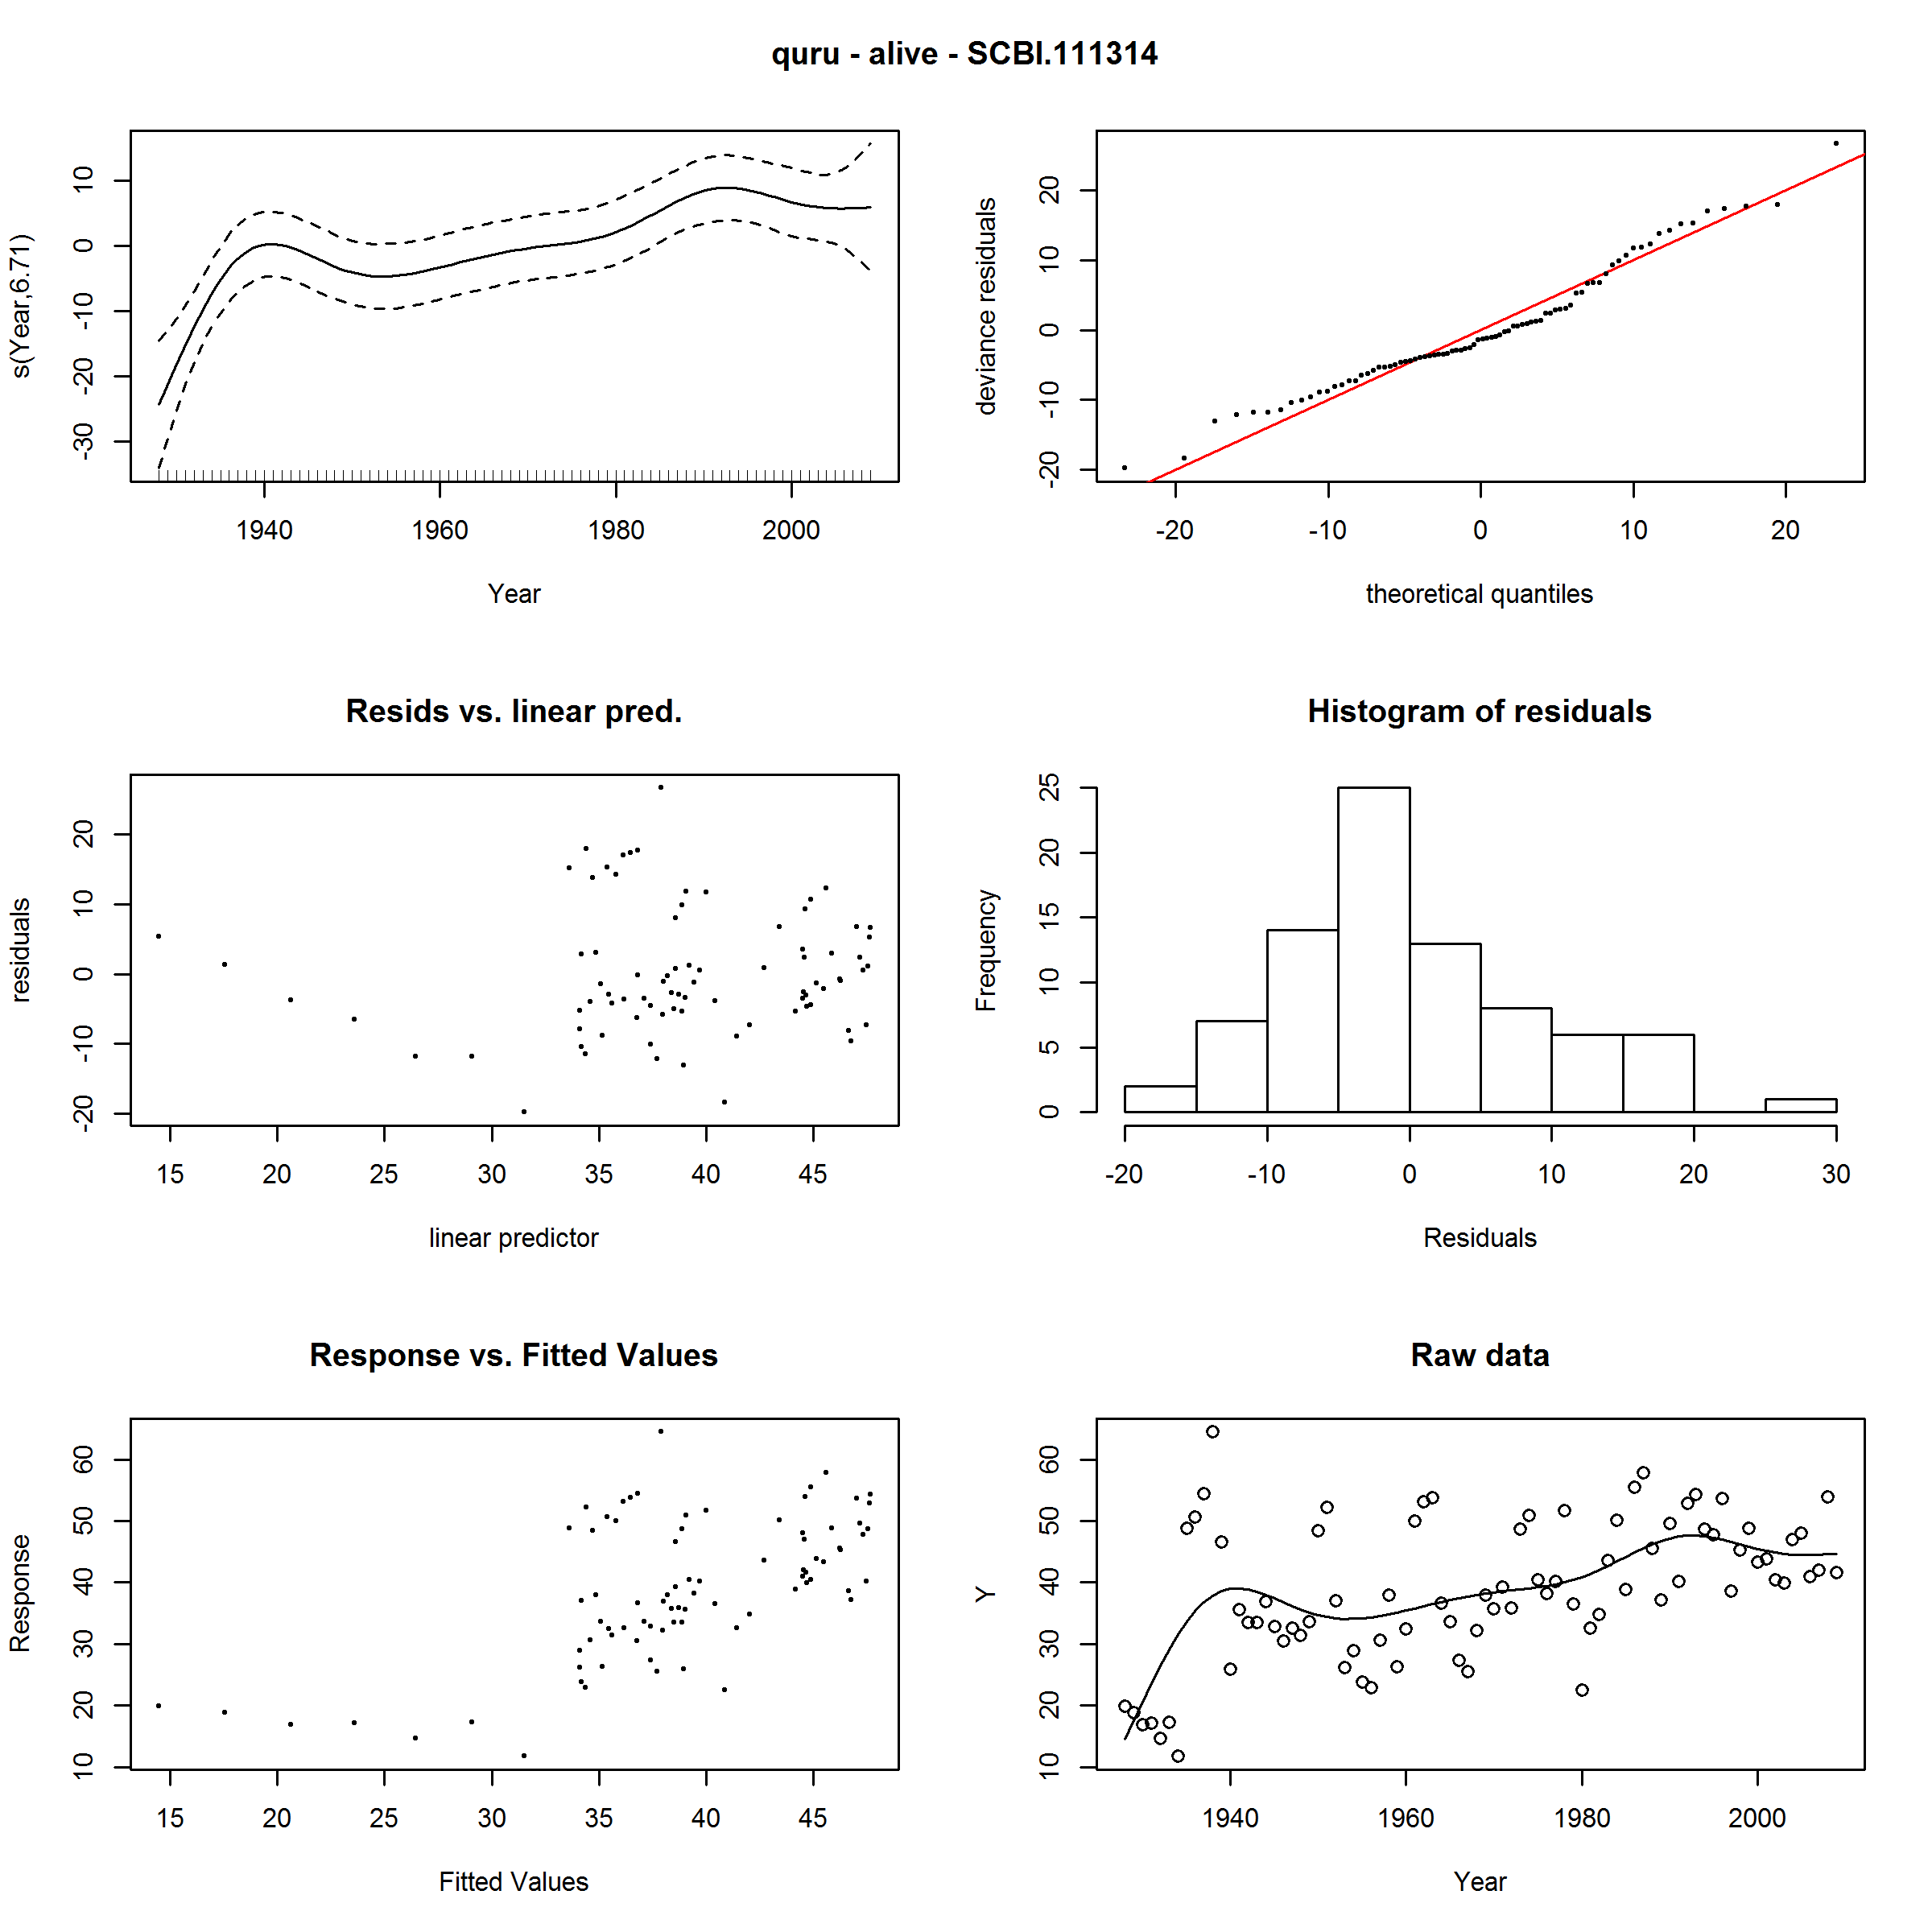 quru - alive - SCBI.111314
s(Year,6.71)
10
0
-10
-20
-30
1940 1960 1980 2000
Year
deviance residuals
20
10
0
-10
-20
-20 -10 0 10 20
theoretical quantiles
Resids vs. linear pred.
residuals
20
10
0
-10
-20
15 20 25 30 35 40 45
linear predictor
Histogram of residuals
Frequency
25
20
15
10
5
0
-20 -10 0 10 20 30
Residuals
Response vs. Fitted Values
Response
60
50
40
30
20
10
15 20 25 30 35 40 45
Fitted Values
Raw data
Y
60
50
40
30
20
10
1940 1960 1980 2000
Year